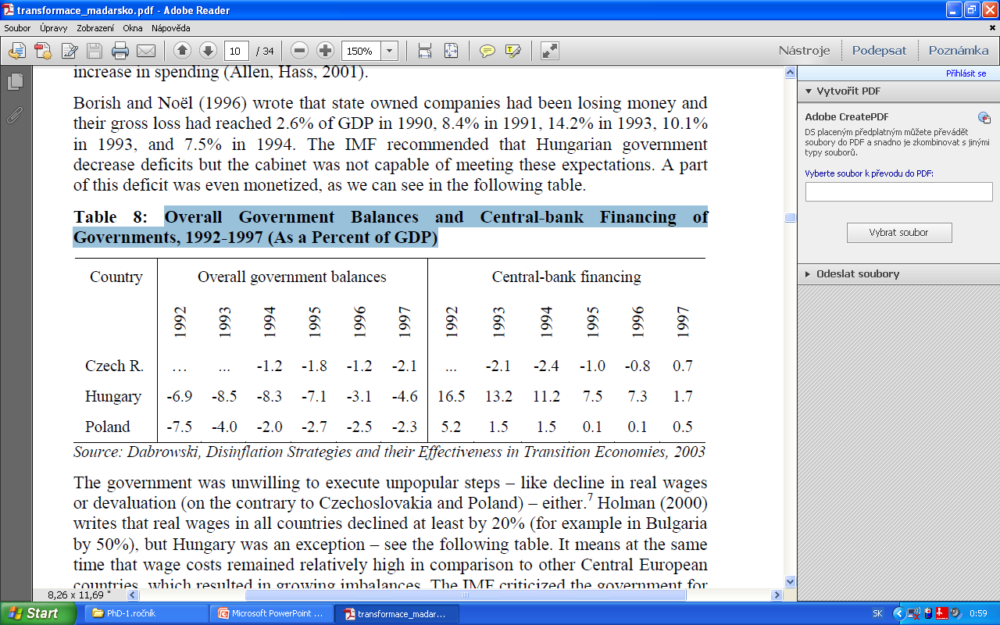 transformace_madarsko.pdf - Adobe Reader
Soubor Úpravy Zobrazení Okna Nápověda
10 / 34 150% Nástroje Podepsat Poznámka
increase in spending (Allen, Hass, 2001).
Borish and Noël (1996) wrote that state owned companies had been losing money and
their gross loss had reached 2.6% of GDP in 1990, 8.4% in 1991, 14.2% in 1993, 10.1%
in 1993, and 7.5% in 1994. The IMF recommended that Hungarian government
decrease deficits but the cabinet was not capable of meeting these expectations. A part
of this deficit was even monetized, as we can see in the following table.
Table 8: Overall Government Balances and Central-bank Financing of
Governments, 1992-1997 (As a Percent of GDP)
Country Overall government balances Central-bank financing
1992 1993 1994 1995 1996 1997 1992 1993 1994 1995 1996 1997
Czech R. … ... -1.2 -1.8 -1.2 -2.1 ... -2.1 -2.4 -1.0 -0.8 0.7
Hungary -6.9 -8.5 -8.3 -7.1 -3.1 -4.6 16.5 13.2 11.2 7.5 7.3 1.7
Poland -7.5 -4.0 -2.0 -2.7 -2.5 -2.3 5.2 1.5 1.5 0.1 0.1 0.5
Source: Dabrowski, Disinflation Strategies and their Effectiveness in Transition Economies, 2003
The government was unwilling to execute unpopular steps – like decline in real wages
or devaluation (on the contrary to Czechoslovakia and Poland) – either.7 Holman (2000)
writes that real wages in all countries declined at least by 20% (for example in Bulgaria
by 50%), but Hungary was an exception – see the following table. It means at the same
time that wage costs remained relatively high in comparison to other Central European
countries, which resulted in growing imbalances. The IMF criticized the government for
8,26 x 11,69 "
Přihlásit se
Vytvořit PDF
Adobe CreatePDF
DS placeným předplatným můžete převádět
soubory do PDF a snadno je zkombinovat s jinými
typy souborů.
Vyberte soubor k převodu do PDF:
Vybrat soubor
Odeslat soubory
Start PhD-1.ročník Microsoft PowerPoint ... transformace_madar... SK 0:59